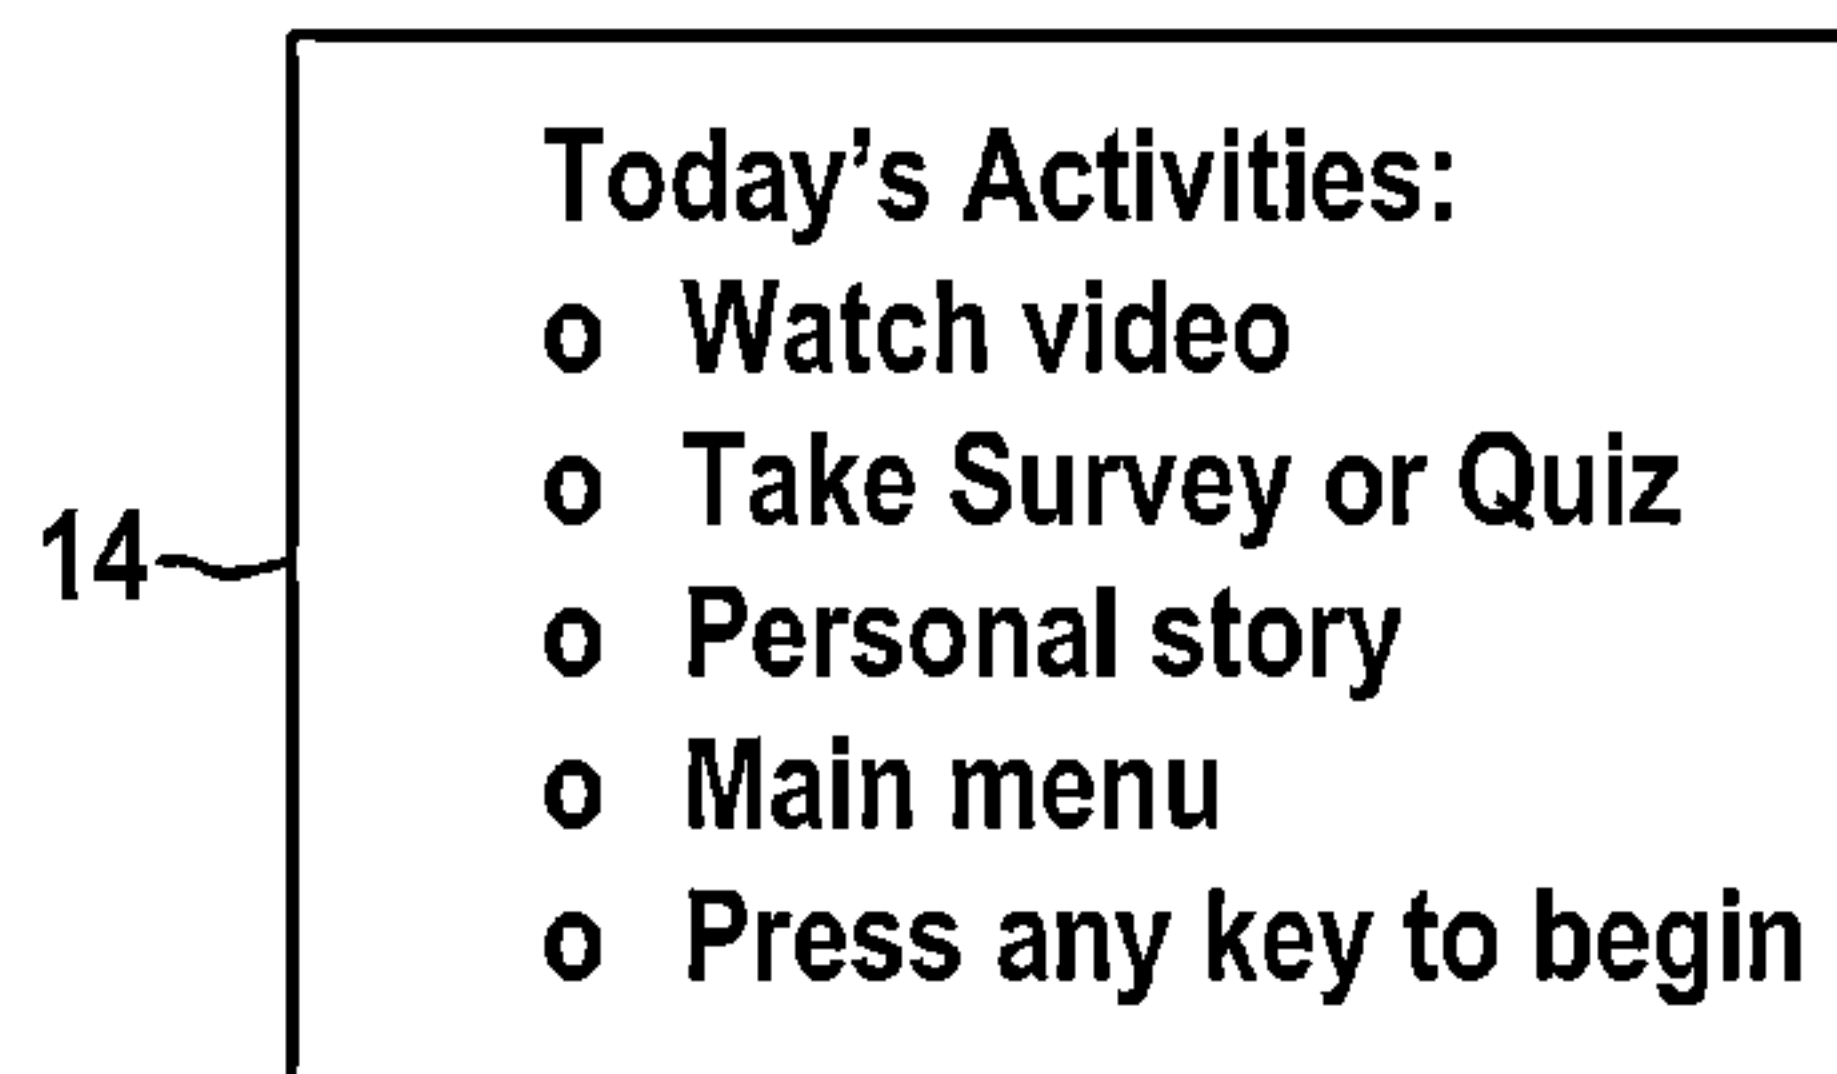 Today’s Activities:
o Watch video
o Take Survey or Quiz
14
o Personal story
o Main menu
o Press any key to begin